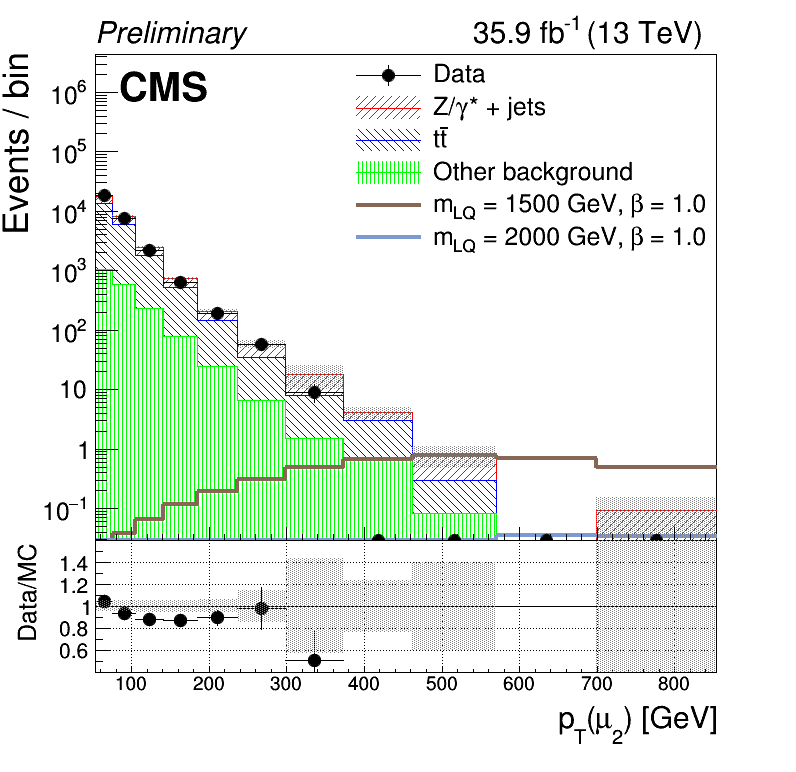 Preliminary 35.9 fb⁻¹ (13 TeV)
CMS
Data
Z/γ* + jets
tt̄
Other background
m_LQ = 1500 GeV, β = 1.0
m_LQ = 2000 GeV, β = 1.0
Events / bin
10⁶
10⁵
10⁴
10³
10²
10
1
10⁻¹
Data/MC
1.4
1.2
1
0.8
0.6
100 200 300 400 500 600 700 800
p_T(μ_2) [GeV]